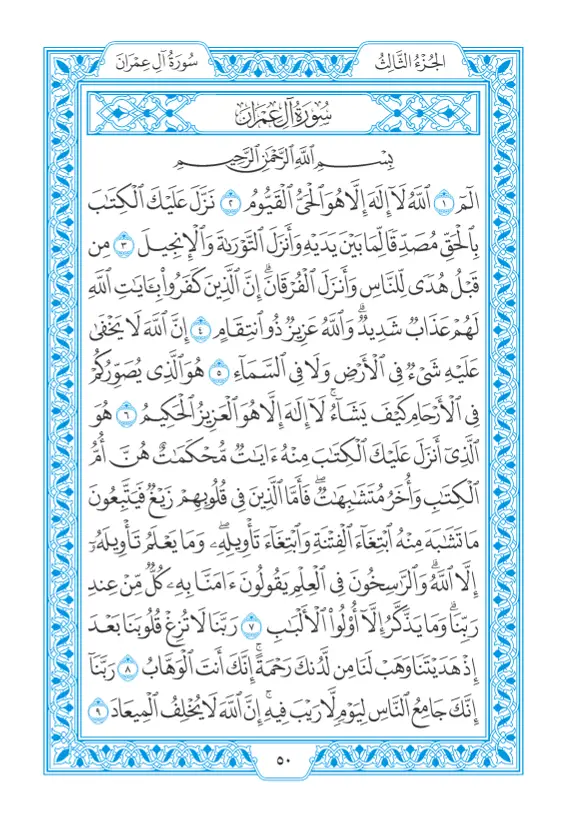 الجُزْءُ الثَّالِثُ
سُورَةُ آلِ عِمْرَانَ
سُورَةُ آلِ عِمْرَانَ
بِسْمِ اللَّهِ الرَّحْمَٰنِ الرَّحِيمِ
الٓمٓ ١ ٱللَّهُ لَآ إِلَٰهَ إِلَّا هُوَ ٱلْحَىُّ ٱلْقَيُّومُ ٢ نَزَّلَ عَلَيْكَ ٱلْكِتَٰبَ
بِٱلْحَقِّ مُصَدِّقًا لِّمَا بَيْنَ يَدَيْهِ وَأَنزَلَ ٱلتَّوْرَىٰةَ وَٱلْإِنجِيلَ ٣ مِن
قَبْلُ هُدًى لِّلنَّاسِ وَأَنزَلَ ٱلْفُرْقَانَ ۗ إِنَّ ٱلَّذِينَ كَفَرُوا۟ بِـَٔايَٰتِ ٱللَّهِ
لَهُمْ عَذَابٌ شَدِيدٌ ۗ وَٱللَّهُ عَزِيزٌ ذُو ٱنتِقَامٍ ٤ إِنَّ ٱللَّهَ لَا يَخْفَىٰ
عَلَيْهِ شَىْءٌ فِى ٱلْأَرْضِ وَلَا فِى ٱلسَّمَآءِ ٥ هُوَ ٱلَّذِى يُصَوِّرُكُمْ
فِى ٱلْأَرْحَامِ كَيْفَ يَشَآءُ ۚ لَآ إِلَٰهَ إِلَّا هُوَ ٱلْعَزِيزُ ٱلْحَكِيمُ ٦ هُوَ
ٱلَّذِىٓ أَنزَلَ عَلَيْكَ ٱلْكِتَٰبَ مِنْهُ ءَايَٰتٌ مُّحْكَمَٰتٌ هُنَّ أُمُّ
ٱلْكِتَٰبِ وَأُخَرُ مُتَشَٰبِهَٰتٌ ۖ فَأَمَّا ٱلَّذِينَ فِى قُلُوبِهِمْ زَيْغٌ فَيَتَّبِعُونَ
مَا تَشَٰبَهَ مِنْهُ ٱبْتِغَآءَ ٱلْفِتْنَةِ وَٱبْتِغَآءَ تَأْوِيلِهِۦ ۗ وَمَا يَعْلَمُ تَأْوِيلَهُۥٓ
إِلَّا ٱللَّهُ ۗ وَٱلرَّٰسِخُونَ فِى ٱلْعِلْمِ يَقُولُونَ ءَامَنَّا بِهِۦ كُلٌّ مِّنْ عِندِ
رَبِّنَا ۗ وَمَا يَذَّكَّرُ إِلَّآ أُو۟لُوا۟ ٱلْأَلْبَٰبِ ٧ رَبَّنَا لَا تُزِغْ قُلُوبَنَا بَعْدَ
إِذْ هَدَيْتَنَا وَهَبْ لَنَا مِن لَّدُنكَ رَحْمَةً ۚ إِنَّكَ أَنتَ ٱلْوَهَّابُ ٨ رَبَّنَآ
إِنَّكَ جَامِعُ ٱلنَّاسِ لِيَوْمٍ لَّا رَيْبَ فِيهِ ۚ إِنَّ ٱللَّهَ لَا يُخْلِفُ ٱلْمِيعَادَ ٩
٥٠